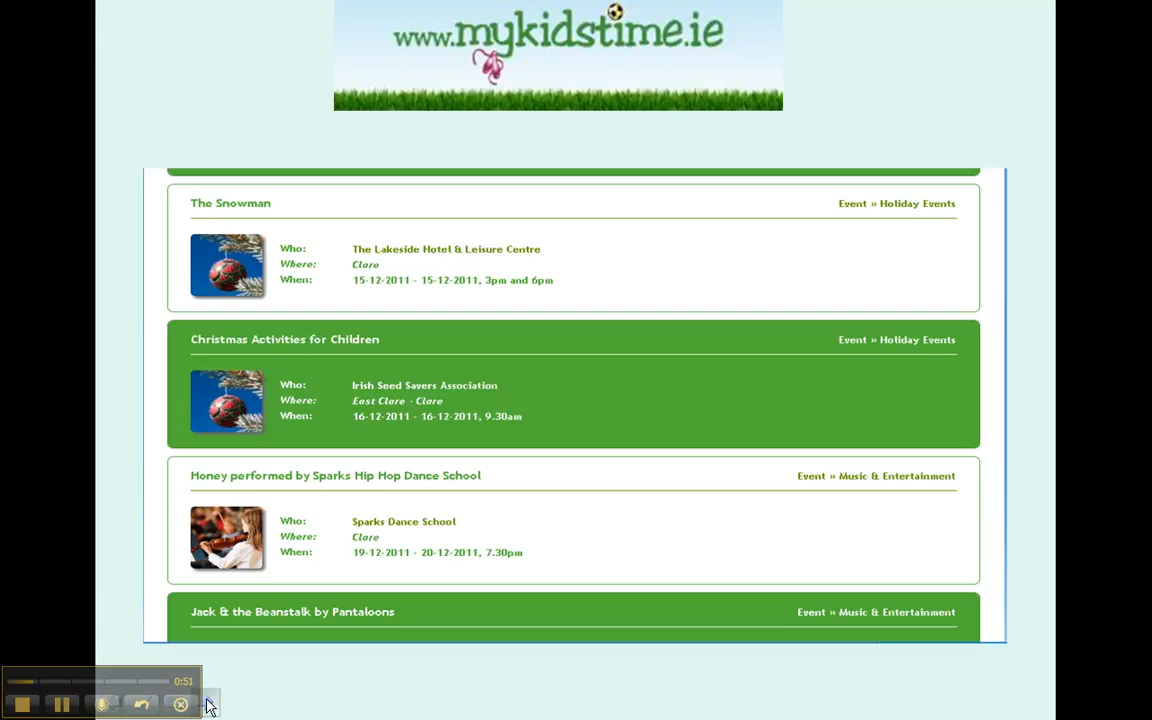 www.mykidstime.ie
The Snowman
Event » Holiday Events
Who: The Lakeside Hotel & Leisure Centre
Where: Clare
When: 15-12-2011 - 15-12-2011, 3pm and 6pm
Christmas Activities for Children
Event » Holiday Events
Who: Irish Seed Savers Association
Where: East Clare - Clare
When: 16-12-2011 - 16-12-2011, 9.30am
Honey performed by Sparks Hip Hop Dance School
Event » Music & Entertainment
Who: Sparks Dance School
Where: Clare
When: 19-12-2011 - 20-12-2011, 7.30pm
Jack & the Beanstalk by Pantaloons
Event » Music & Entertainment
0:51